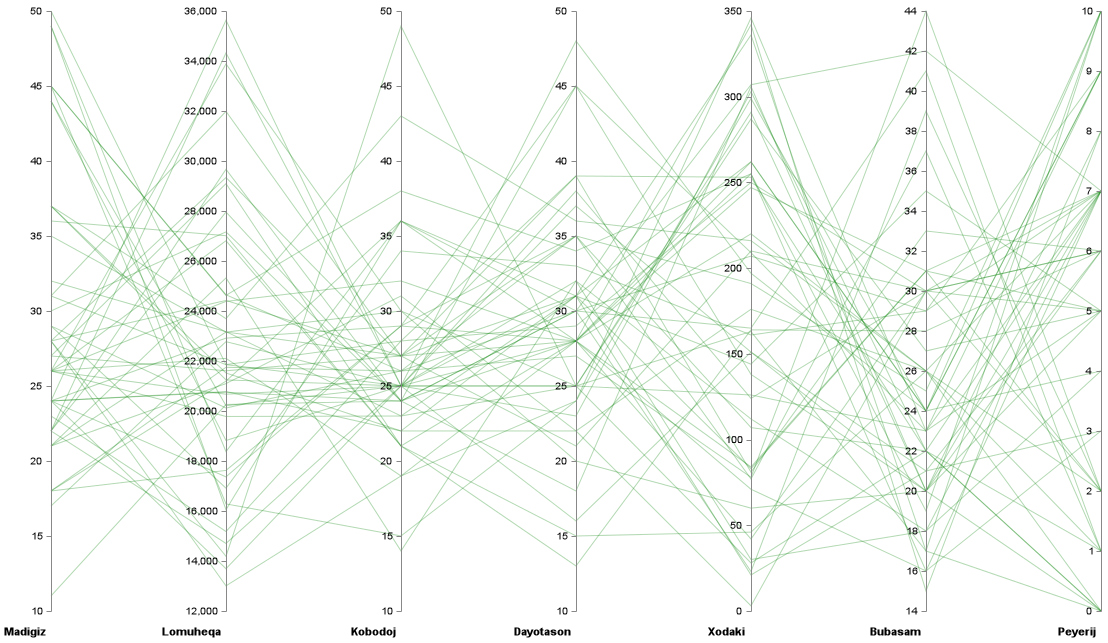 50 36,000 50 50 350 44 10
34,000 42
45 45 45 9
32,000 300 40
40 30,000 40 40 38 8
28,000 250 36
35 35 35 34 7
26,000 200 32
30 24,000 30 30 30 6 5
22,000 150 28
25 25 25 26 4
20,000 24
20 18,000 20 20 100 22 3
16,000 20 2
15 15 15 50 18 1
14,000 16
10 12,000 10 10 0 14 0
Madigiz Lomuheqa Kobodoj Dayotason Xodaki Bubasam Peyerij